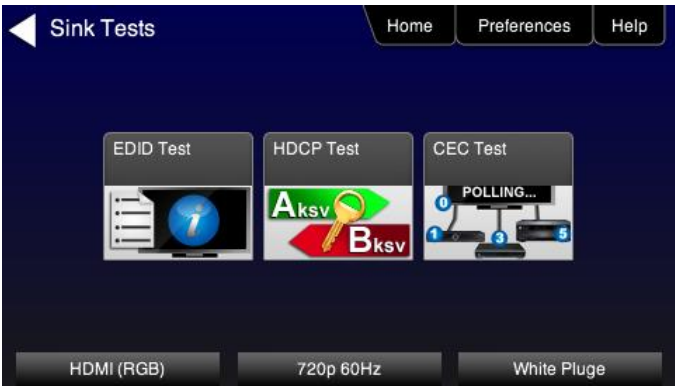 Sink Tests
Home
Preferences
Help
EDID Test
HDCP Test
CEC Test
i
Aksv
Bksv
POLLING...
0
1
3
5
HDMI (RGB)
720p 60Hz
White Pluge